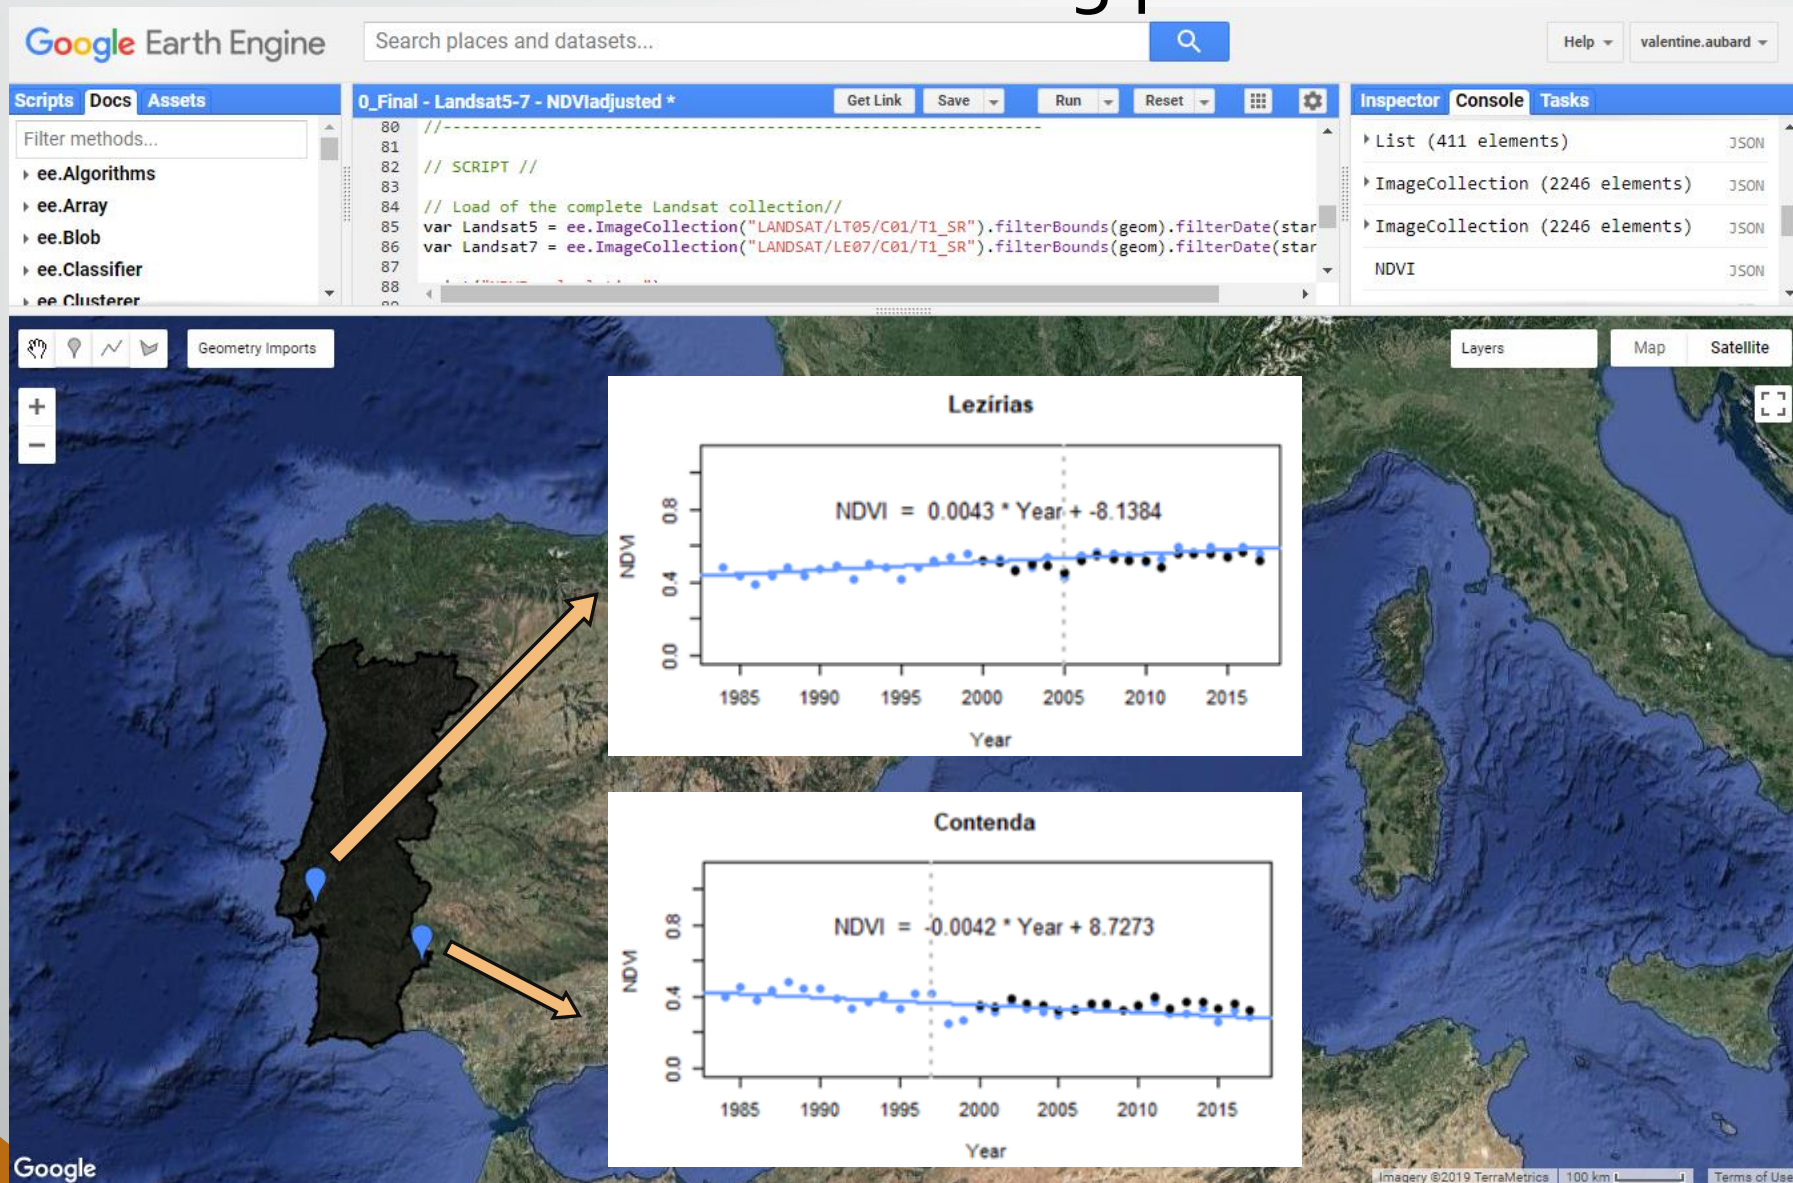 Google Earth Engine
Search places and datasets...
Help
valentine.aubard
Scripts Docs Assets
Filter methods...
ee.Algorithms
ee.Array
ee.Blob
ee.Classifier
ee.Clusterer
0_Final - Landsat5-7 - NDVIadjusted *
Get Link Save Run Reset
80 //---------------------------------------------------------------
81
82 // SCRIPT //
83
84 // Load of the complete Landsat collection//
85 var Landsat5 = ee.ImageCollection("LANDSAT/LT05/C01/T1_SR").filterBounds(geom).filterDate(star
86 var Landsat7 = ee.ImageCollection("LANDSAT/LE07/C01/T1_SR").filterBounds(geom).filterDate(star
87
88
Inspector Console Tasks
List (411 elements) JSON
ImageCollection (2246 elements) JSON
ImageCollection (2246 elements) JSON
NDVI JSON
Geometry Imports
Layers
Map Satellite
+
−
Lezírias
NDVI = 0.0043 * Year + -8.1384
NDVI
0.8
0.4
0.0
1985 1990 1995 2000 2005 2010 2015
Year
Contenda
NDVI = -0.0042 * Year + 8.7273
NDVI
0.8
0.4
0.0
1985 1990 1995 2000 2005 2010 2015
Year
Google
Imagery ©2019 TerraMetrics 100 km Terms of Use